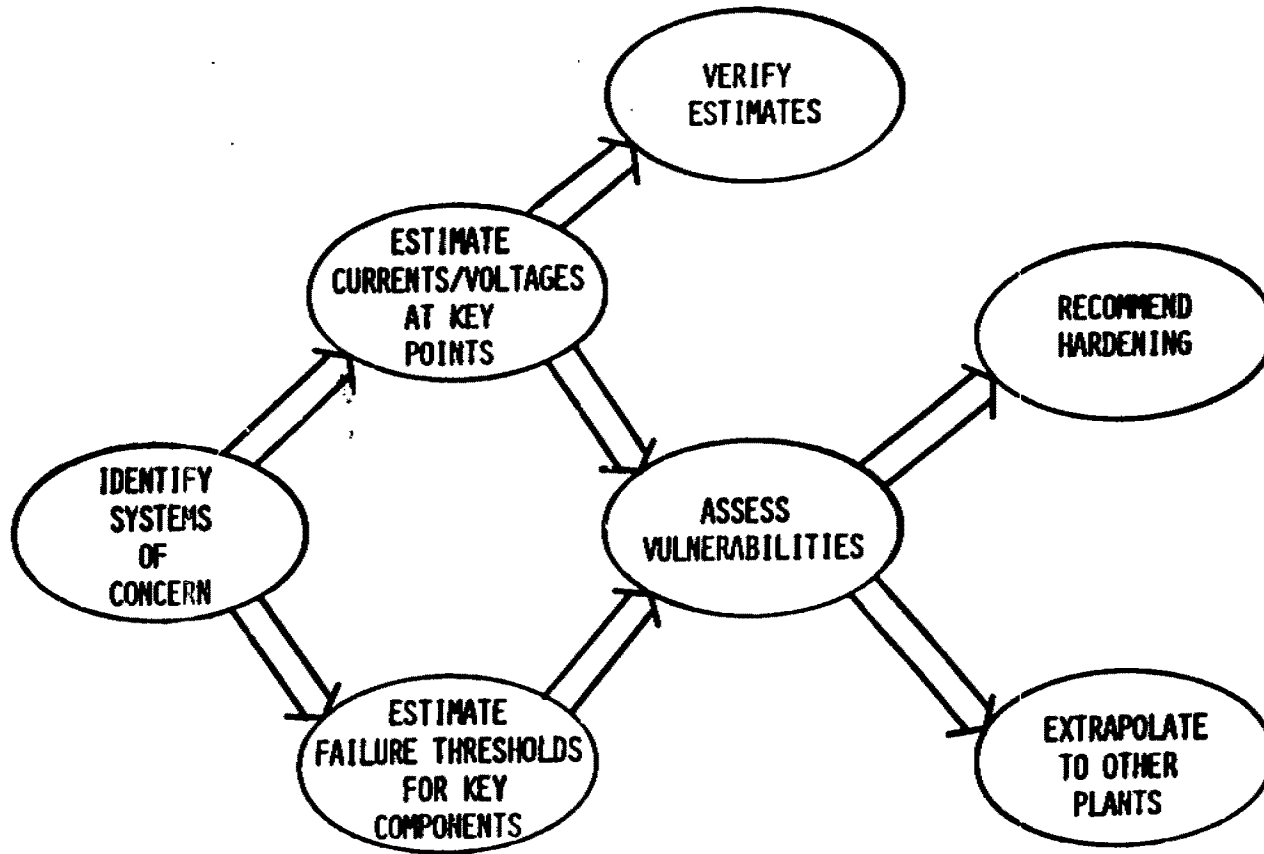 VERIFY
ESTIMATES
ESTIMATE
CURRENTS/VOLTAGES
AT KEY
POINTS
RECOMMEND
HARDENING
IDENTIFY
SYSTEMS
OF
CONCERN
ASSESS
VULNERABILITIES
ESTIMATE
FAILURE THRESHOLDS
FOR KEY
COMPONENTS
EXTRAPOLATE
TO OTHER
PLANTS